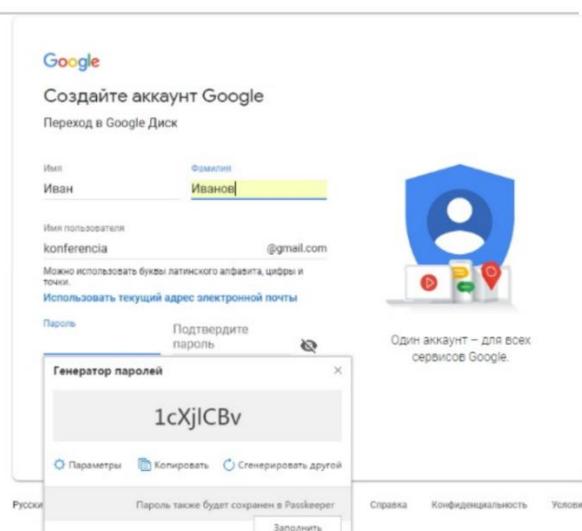 Google
Создайте аккаунт Google
Переход в Google Диск
Имя
Фамилия
Иван
Иванов
Имя пользователя
konferencia
@gmail.com
Можно использовать буквы латинского алфавита, цифры и
точки.
Использовать текущий адрес электронной почты
Пароль
Подтвердите
пароль
Один аккаунт – для всех
сервисов Google.
Генератор паролей
1cXjlCBv
Параметры
Копировать
Сгенерировать другой
Пароль также будет сохранен в Passkeeper
Заполнить
Русски
Справка
Конфиденциальность
Услов